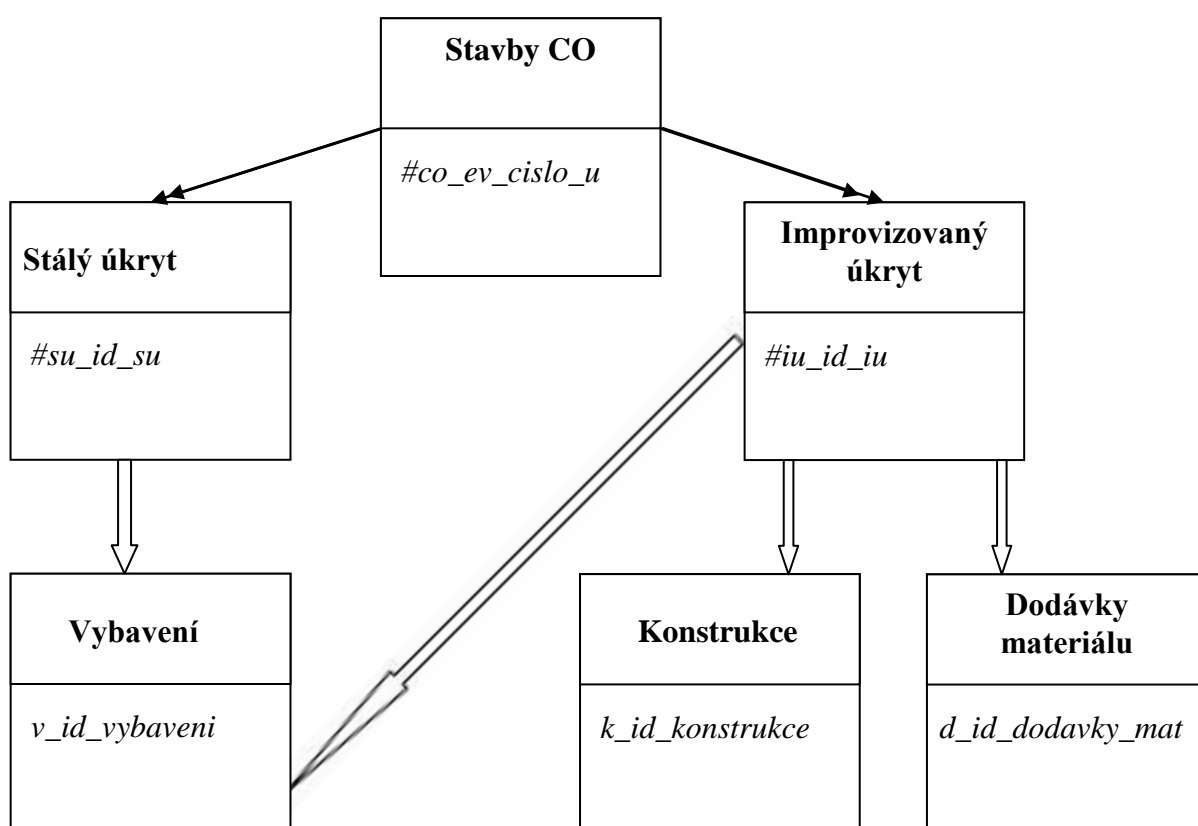 Stavby CO
#co_ev_cislo_u
Stálý úkryt
#su_id_su
Improvizovaný
úkryt
#iu_id_iu
Vybavení
v_id_vybaveni
Konstrukce
k_id_konstrukce
Dodávky
materiálu
d_id_dodavky_mat